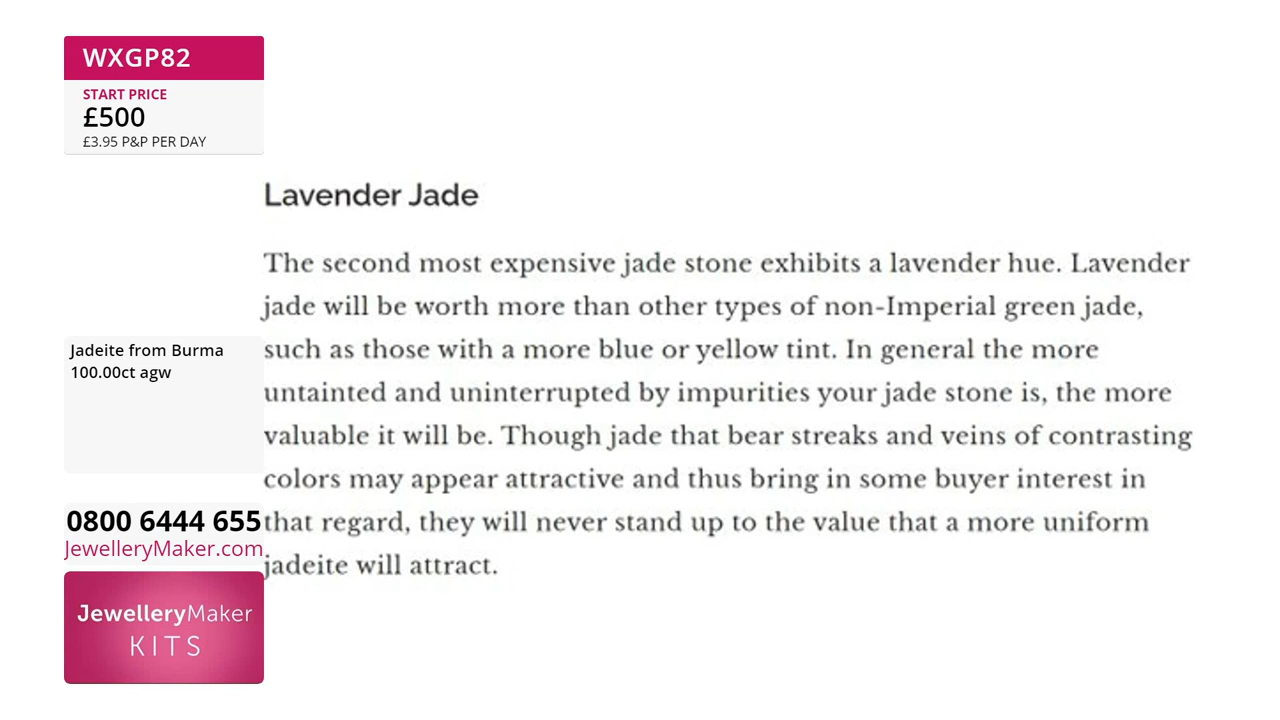 WXGP82
START PRICE
£500
£3.95 P&P PER DAY
Jadeite from Burma
100.00ct agw
0800 6444 655
JewelleryMaker.com
JewelleryMaker
KITS
Lavender Jade
The second most expensive jade stone exhibits a lavender hue. Lavender
jade will be worth more than other types of non-Imperial green jade,
such as those with a more blue or yellow tint. In general the more
untainted and uninterrupted by impurities your jade stone is, the more
valuable it will be. Though jade that bear streaks and veins of contrasting
colors may appear attractive and thus bring in some buyer interest in
that regard, they will never stand up to the value that a more uniform
jadeite will attract.